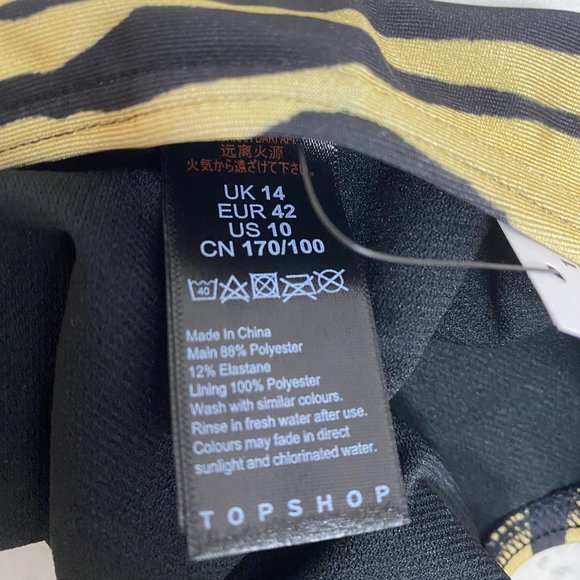 远离火源
火気から遠ざけて下さい。
UK 14
EUR 42
US 10
CN 170/100
40
Made In China
Main 88% Polyester
12% Elastane
Lining 100% Polyester
Wash with similar colours.
Rinse in fresh water after use.
Colours may fade in direct
sunlight and chlorinated water.
TOPSHOP